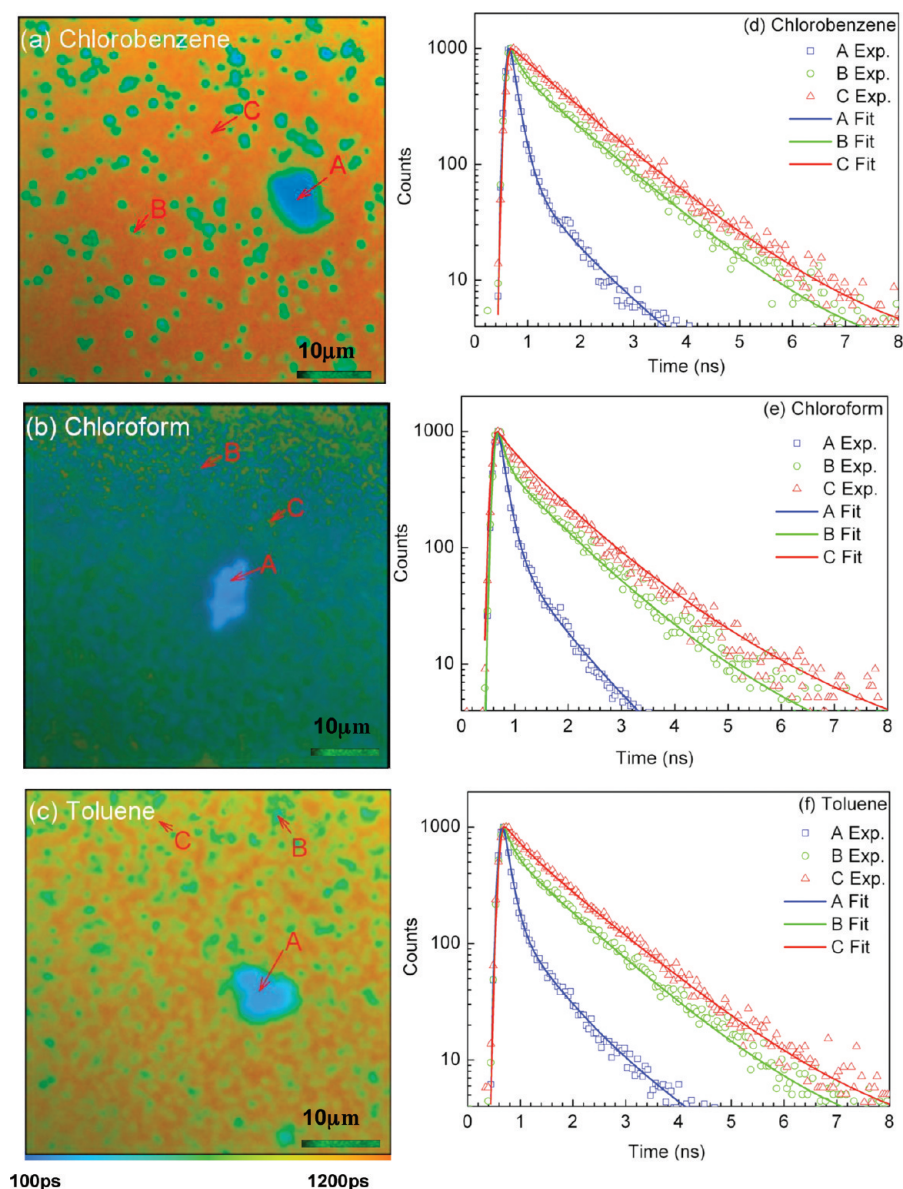 (a) Chlorobenzene
C
A
B
10μm
(d) Chlorobenzene
A Exp.
B Exp.
C Exp.
A Fit
B Fit
C Fit
1000
100
10
Counts
0 1 2 3 4 5 6 7 8
Time (ns)
(b) Chloroform
B
C
A
10μm
(e) Chloroform
A Exp.
B Exp.
C Exp.
A Fit
B Fit
C Fit
1000
100
10
Counts
0 1 2 3 4 5 6 7 8
Time (ns)
(c) Toluene
C
B
A
10μm
100ps
1200ps
(f) Toluene
A Exp.
B Exp.
C Exp.
A Fit
B Fit
C Fit
1000
100
10
Counts
0 1 2 3 4 5 6 7 8
Time (ns)